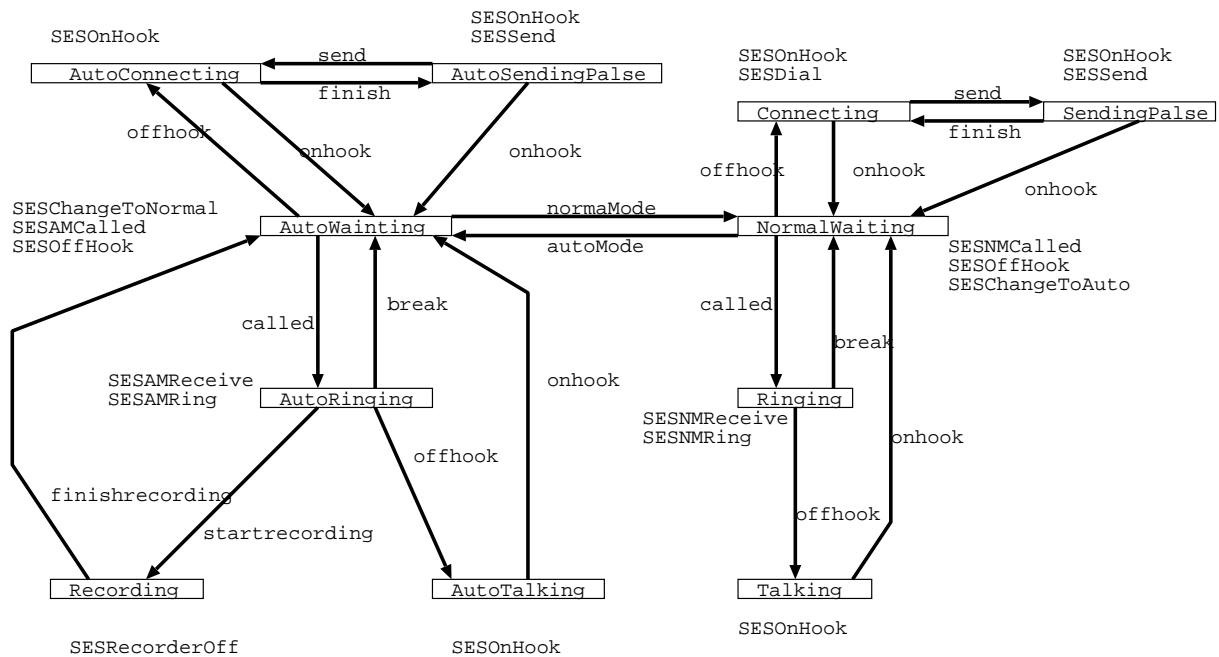 SESOnHook
SESSend
SESOnHook
send
AutoConnecting
AutoSendingPalse
finish
SESOnHook
SESDial
SESOnHook
SESSend
send
Connecting
SendingPalse
finish
offhook
onhook
onhook
offhook
onhook
onhook
SESChangeToNormal
SESAMCalled
SESOffHook
normaMode
AutoWainting
NormalWaiting
autoMode
SESNMCalled
SESOffHook
SESChangeToAuto
called
break
called
break
onhook
SESAMReceive
SESAMRing
AutoRinging
Ringing
SESNMReceive
SESNMRing
onhook
offhook
finishrecording
offhook
startrecording
Recording
AutoTalking
Talking
SESOnHook
SESRecorderOff
SESOnHook